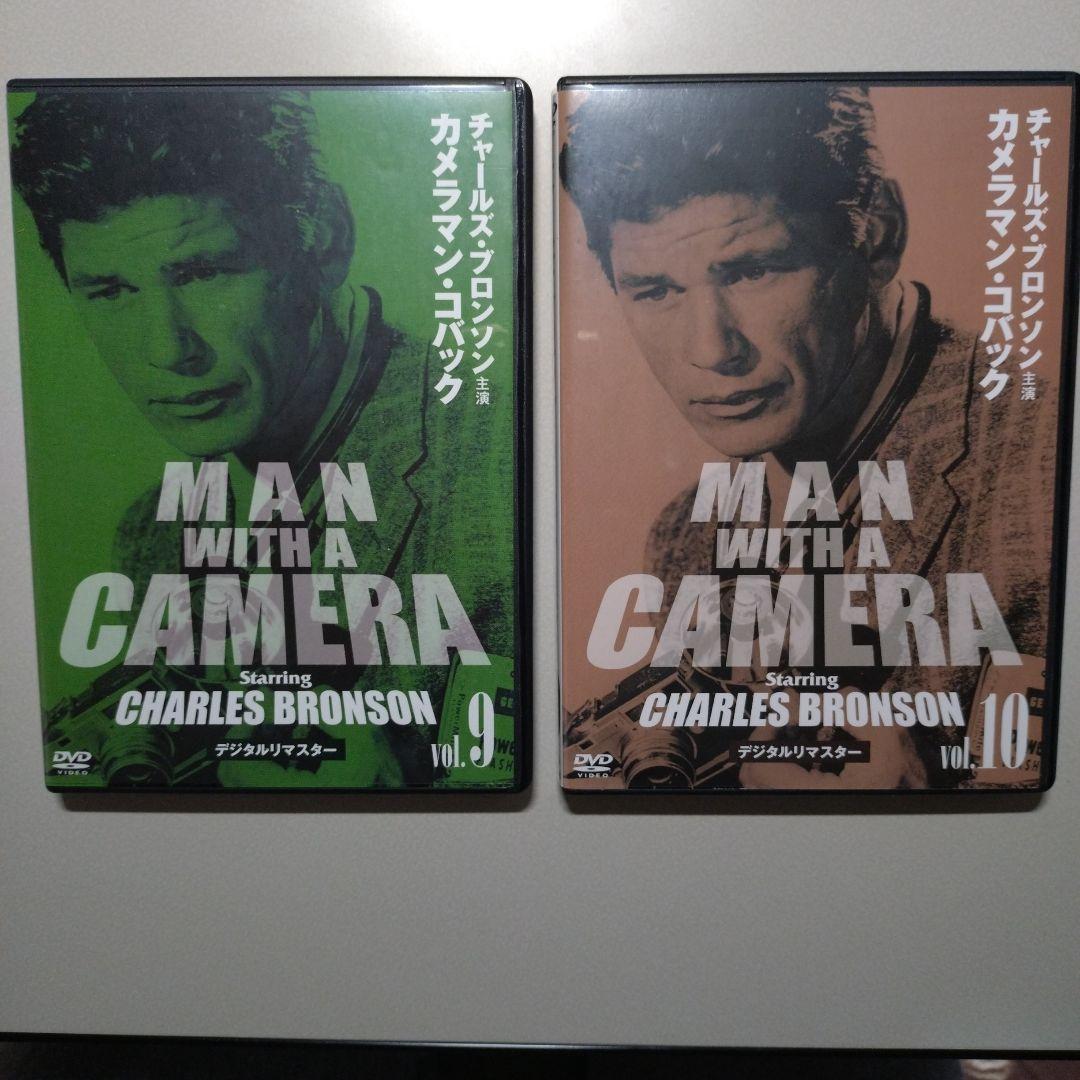 チャールズ・ブロンソン 主演
カメラマン・コバック
MAN
WITH A
CAMERA
Starring
CHARLES BRONSON
デジタルリマスター
vol. 9
DVD
VIDEO
チャールズ・ブロンソン 主演
カメラマン・コバック
MAN
WITH A
CAMERA
Starring
CHARLES BRONSON
デジタルリマスター
vol. 10
DVD
VIDEO